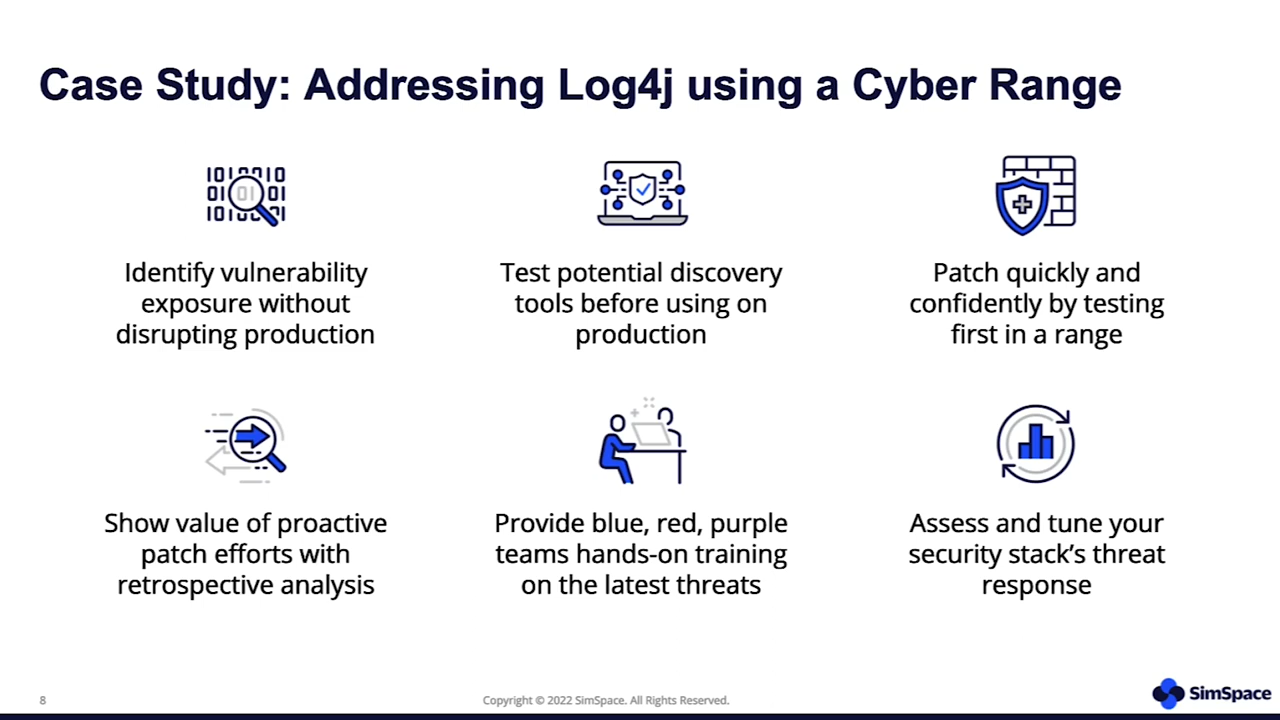 Case Study: Addressing Log4j using a Cyber Range
Identify vulnerability
exposure without
disrupting production
Test potential discovery
tools before using on
production
Patch quickly and
confidently by testing
first in a range
Show value of proactive
patch efforts with
retrospective analysis
Provide blue, red, purple
teams hands-on training
on the latest threats
Assess and tune your
security stack’s threat
response
8
Copyright © 2022 SimSpace. All Rights Reserved.
SimSpace